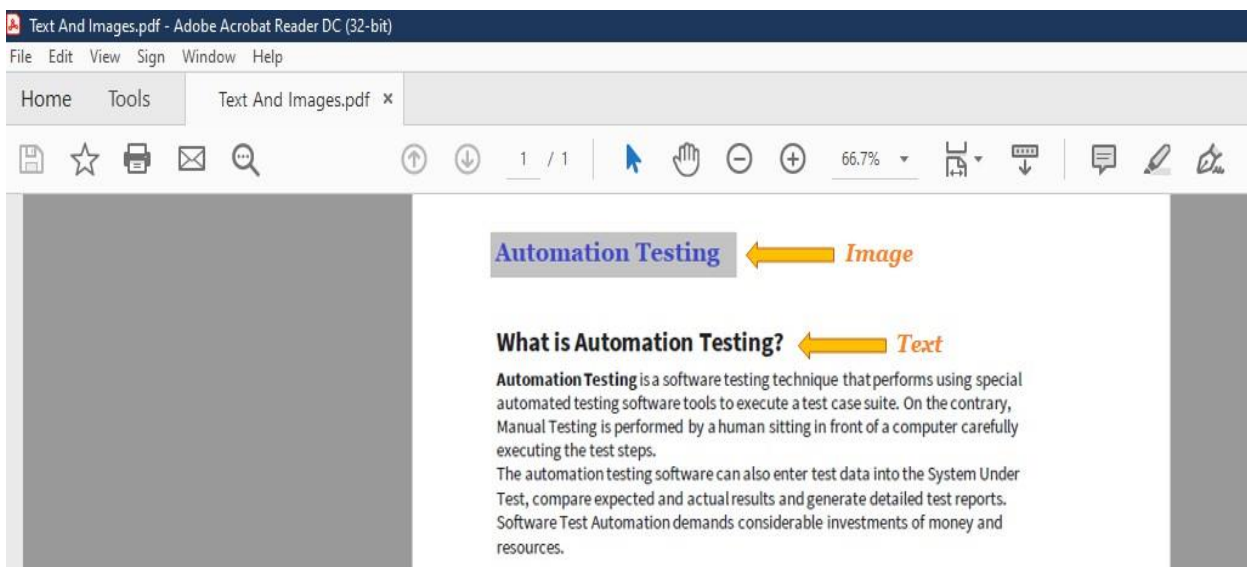 Text And Images.pdf - Adobe Acrobat Reader DC (32-bit)
File Edit View Sign Window Help
Home Tools Text And Images.pdf ×
1 / 1 66.7%
Automation Testing Image
What is Automation Testing? Text
Automation Testing is a software testing technique that performs using special
automated testing software tools to execute a test case suite. On the contrary,
Manual Testing is performed by a human sitting in front of a computer carefully
executing the test steps.
The automation testing software can also enter test data into the System Under
Test, compare expected and actual results and generate detailed test reports.
Software Test Automation demands considerable investments of money and
resources.